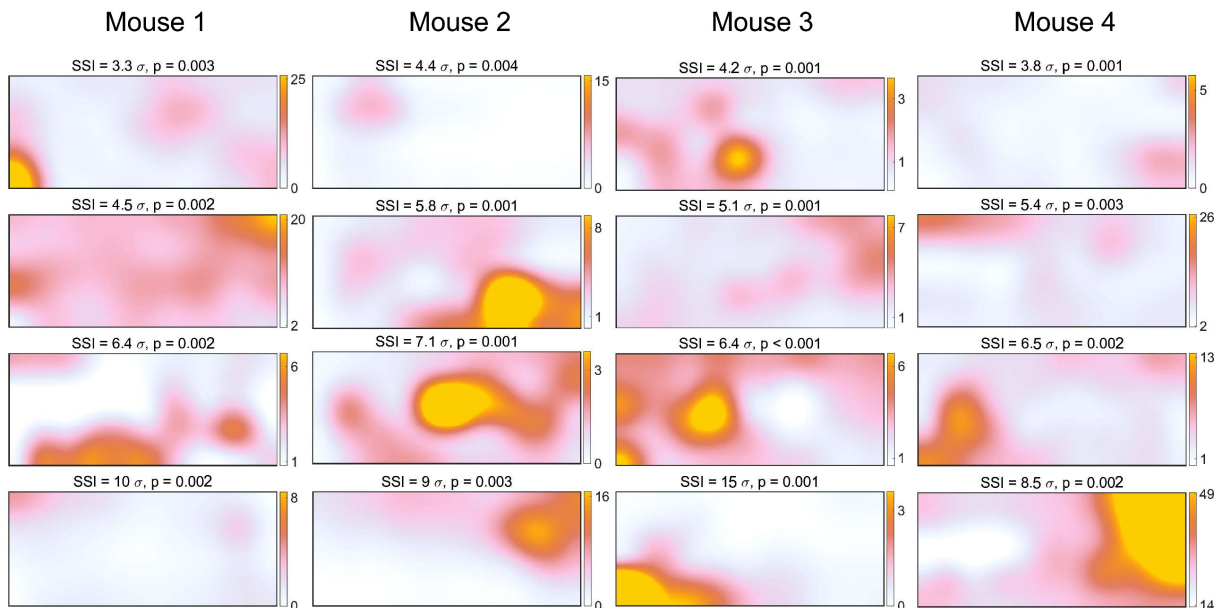 Mouse 1 Mouse 2 Mouse 3 Mouse 4
SSI = 3.3 σ, p = 0.003 SSI = 4.4 σ, p = 0.004 SSI = 4.2 σ, p = 0.001 SSI = 3.8 σ, p = 0.001
25 15 3 5
0 0 1 0
SSI = 4.5 σ, p = 0.002 SSI = 5.8 σ, p = 0.001 SSI = 5.1 σ, p = 0.001 SSI = 5.4 σ, p = 0.003
20 8 7 26
2 1 1 2
SSI = 6.4 σ, p = 0.002 SSI = 7.1 σ, p = 0.001 SSI = 6.4 σ, p < 0.001 SSI = 6.5 σ, p = 0.002
6 3 6 13
1 0 1 1
SSI = 10 σ, p = 0.002 SSI = 9 σ, p = 0.003 SSI = 15 σ, p = 0.001 SSI = 8.5 σ, p = 0.002
8 16 3 49
0 0 0 14